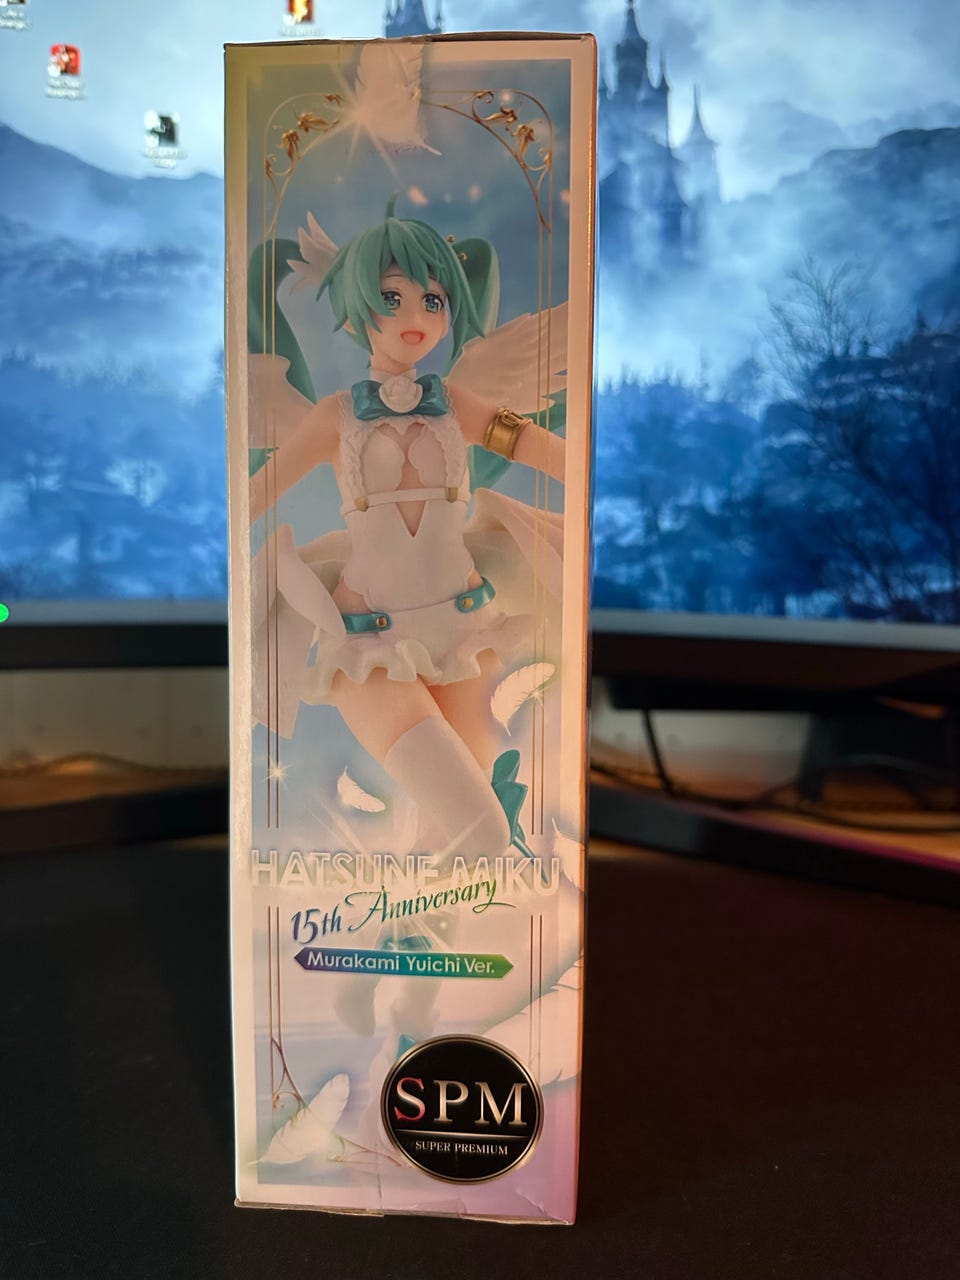 HATSUNE MIKU
15th Anniversary
Murakami Yuichi Ver.
SPM
SUPER PREMIUM